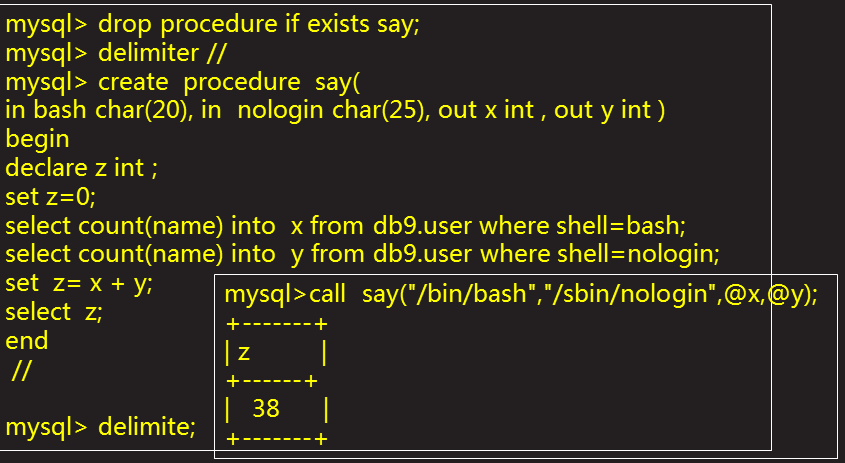 mysql> drop procedure if exists say;
mysql> delimiter //
mysql> create  procedure  say(
in bash char(20), in  nologin char(25), out x int , out y int )
begin
declare z int ;
set z=0;
select count(name) into  x from db9.user where shell=bash;
select count(name) into  y from db9.user where shell=nologin;
set  z= x + y;
select  z;
end
//
mysql> delimite;
mysql>call  say("/bin/bash","/sbin/nologin",@x,@y);
+-------+
| z          |
+------+
|   38      |
+-------+